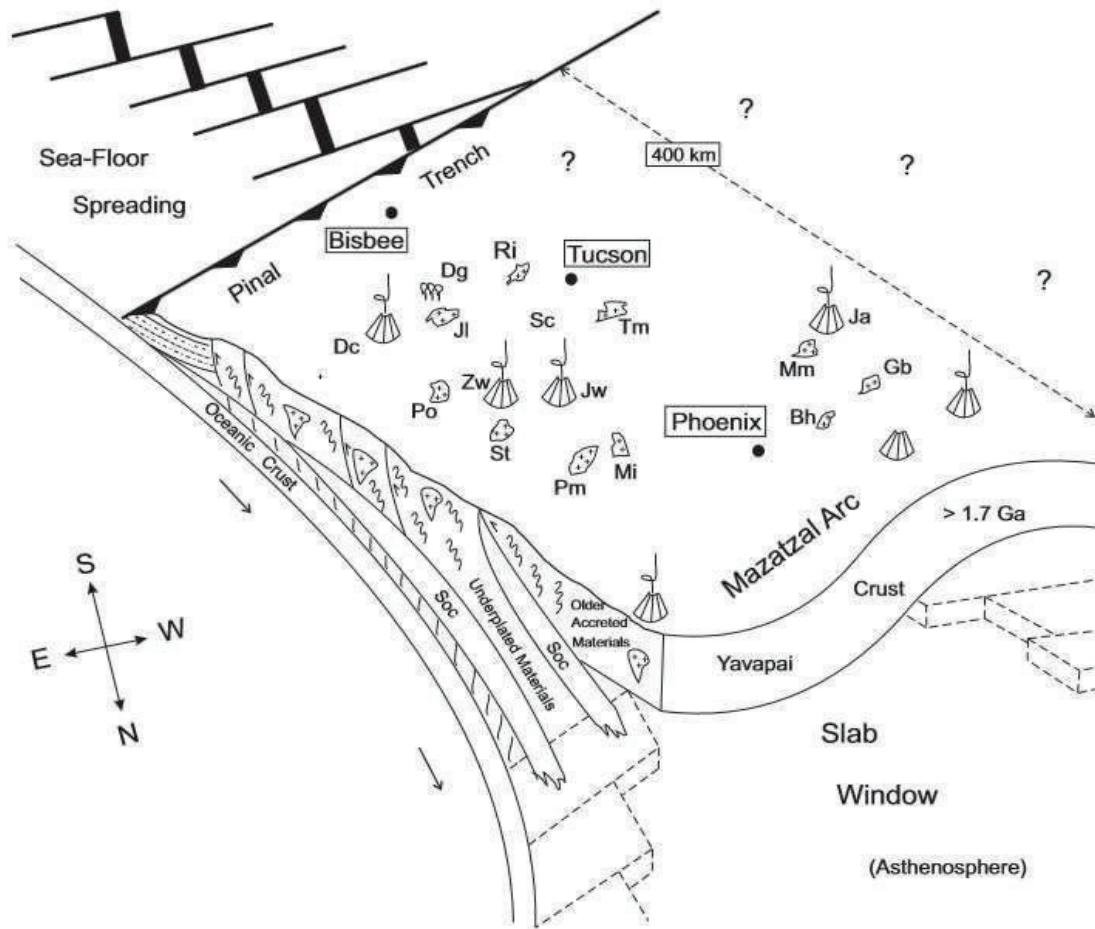 Sea-Floor
Spreading
?
400 km
?
?
?
Pinal
Trench
Bisbee
Ri
Tucson
Dg
Jl
Sc
Tm
Ja
Dc
Mm
Gb
Zw
Jw
Po
Phoenix
Bh
St
Pm
Mi
Oceanic Crust
Mazatzal Arc
> 1.7 Ga
Crust
Yavapai
Older
Accreted
Materials
Soc
Underplated Materials
Soc
S
E
W
N
Slab
Window
(Asthenosphere)